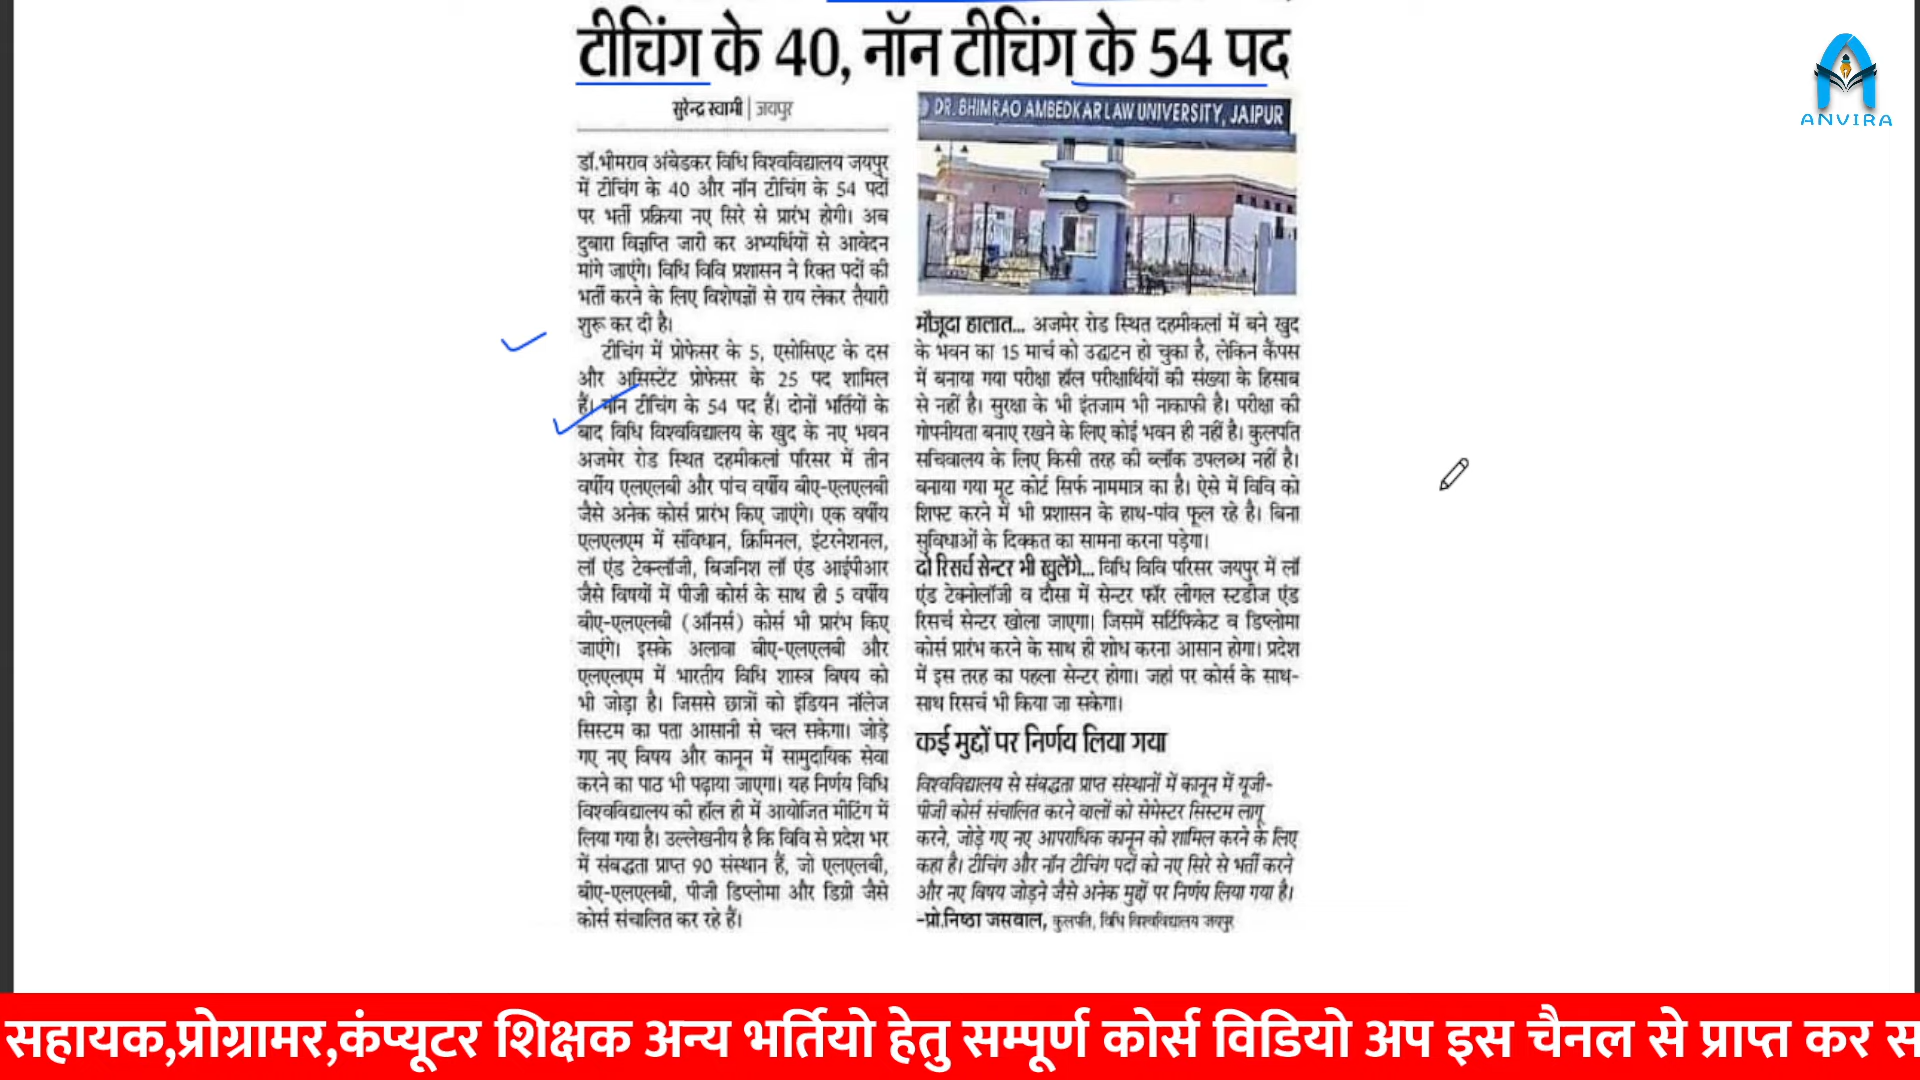 टीचिंग के 40, नॉन टीचिंग के 54 पद
सुरेन्द्र स्वामी | जयपुर
डॉ.भीमराव अंबेडकर विधि विश्वविद्यालय जयपुर
में टीचिंग के 40 और नॉन टीचिंग के 54 पदों
पर भर्ती प्रक्रिया नए सिरे से प्रारंभ होगी। अब
दुबारा विज्ञप्ति जारी कर अभ्यर्थियों से आवेदन
मांगे जाएंगे। विधि विवि प्रशासन ने रिक्त पदों की
भर्ती करने के लिए विशेषज्ञों से राय लेकर तैयारी
शुरू कर दी है।
टीचिंग में प्रोफेसर के 5, एसोसिएट के दस
और असिस्टेंट प्रोफेसर के 25 पद शामिल
हैं। नॉन टीचिंग के 54 पद हैं। दोनों भर्तियों के
बाद विधि विश्वविद्यालय के खुद के नए भवन
अजमेर रोड स्थित दहमीकलां परिसर में तीन
वर्षीय एलएलबी और पांच वर्षीय बीए-एलएलबी
जैसे अनेक कोर्स प्रारंभ किए जाएंगे। एक वर्षीय
एलएलएम में संविधान, क्रिमिनल, इंटरनेशनल,
लॉ एंड टेक्नॉलॉजी, बिजनिश लॉ एंड आईपीआर
जैसे विषयों में पीजी कोर्स के साथ ही 5 वर्षीय
बीए-एलएलबी (ऑनर्स) कोर्स भी प्रारंभ किए
जाएंगे। इसके अलावा बीए-एलएलबी और
एलएलएम में भारतीय विधि शास्त्र विषय को
भी जोड़ा है। जिससे छात्रों को इंडियन नॉलेज
सिस्टम का पता आसानी से चल सकेगा। जोड़े
गए नए विषय और कानून में सामुदायिक सेवा
करने का पाठ भी पढ़ाया जाएगा। यह निर्णय विधि
विश्वविद्यालय की हॉल ही में आयोजित मीटिंग में
लिया गया है। उल्लेखनीय है कि विवि से प्रदेश भर
में संबद्धता प्राप्त 90 संस्थान हैं, जो एलएलबी,
बीए-एलएलबी, पीजी डिप्लोमा और डिग्री जैसे
कोर्स संचालित कर रहे हैं।
DR. BHIMRAO AMBEDKAR LAW UNIVERSITY, JAIPUR
मौजूदा हालात... अजमेर रोड स्थित दहमीकलां में बने खुद
के भवन का 15 मार्च को उद्घाटन हो चुका है, लेकिन कैंपस
में बनाया गया परीक्षा हॉल परीक्षार्थियों की संख्या के हिसाब
से नहीं है। सुरक्षा के भी इंतजाम भी नाकाफी है। परीक्षा की
गोपनीयता बनाए रखने के लिए कोई भवन ही नहीं है। कुलपति
सचिवालय के लिए किसी तरह की ब्लॉक उपलब्ध नहीं है।
बनाया गया मूट कोर्ट सिर्फ नाममात्र का है। ऐसे में विवि को
शिफ्ट करने में भी प्रशासन के हाथ-पांव फूल रहे है। बिना
सुविधाओं के दिक्कत का सामना करना पड़ेगा।
दो रिसर्च सेन्टर भी खुलेंगे... विधि विवि परिसर जयपुर में लॉ
एंड टेक्नोलॉजी व दौसा में सेन्टर फॉर लीगल स्टडीज एंड
रिसर्च सेन्टर खोला जाएगा। जिसमें सर्टिफिकेट व डिप्लोमा
कोर्स प्रारंभ करने के साथ ही शोध करना आसान होगा। प्रदेश
में इस तरह का पहला सेन्टर होगा। जहां पर कोर्स के साथ-
साथ रिसर्च भी किया जा सकेगा।
कई मुद्दों पर निर्णय लिया गया
विश्वविद्यालय से संबद्धता प्राप्त संस्थानों में कानून में यूजी-
पीजी कोर्स संचालित करने वालों को सेमेस्टर सिस्टम लागू
करने, जोड़े गए नए आपराधिक कानून को शामिल करने के लिए
कहा है। टीचिंग और नॉन टीचिंग पदों को नए सिरे से भर्ती करने
और नए विषय जोड़ने जैसे अनेक मुद्दों पर निर्णय लिया गया है।
-प्रो.निष्ठा जसवाल, कुलपति, विधि विश्वविद्यालय जयपुर
ANVIRA
सहायक,प्रोग्रामर,कंप्यूटर शिक्षक अन्य भर्तियो हेतु सम्पूर्ण कोर्स विडियो अप इस चैनल से प्राप्त कर स